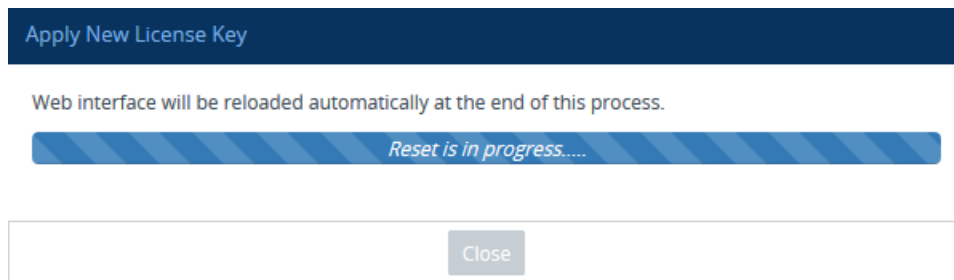 Apply New License Key
Web interface will be reloaded automatically at the end of this process.
Reset is in progress.....
Close